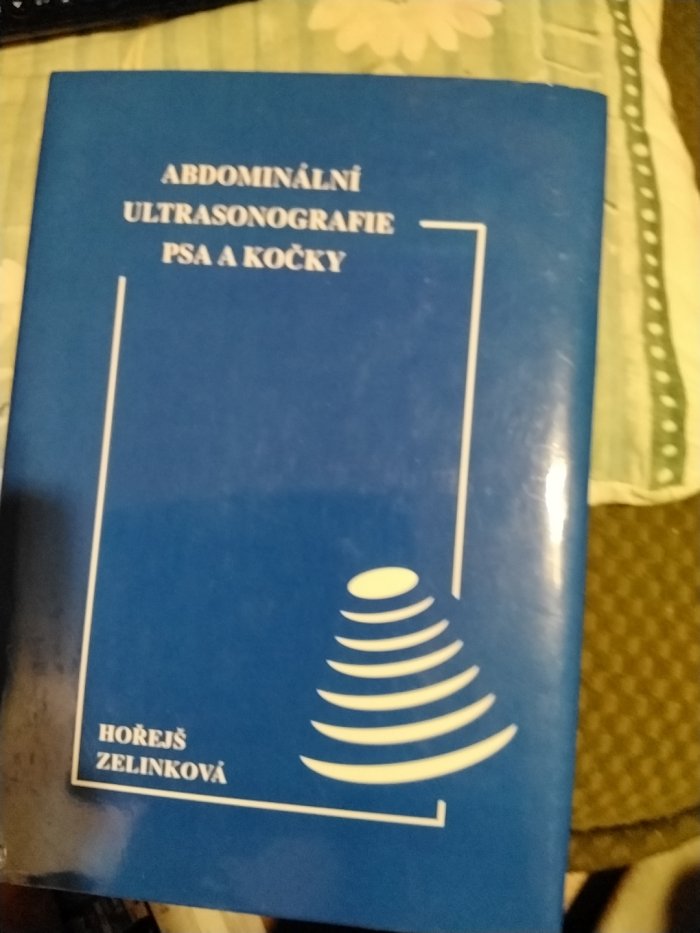 ABDOMINÁLNÍ
ULTRASONOGRAFIE
PSA A KOČKY
HOŘEJŠ
ZELINKOVÁ